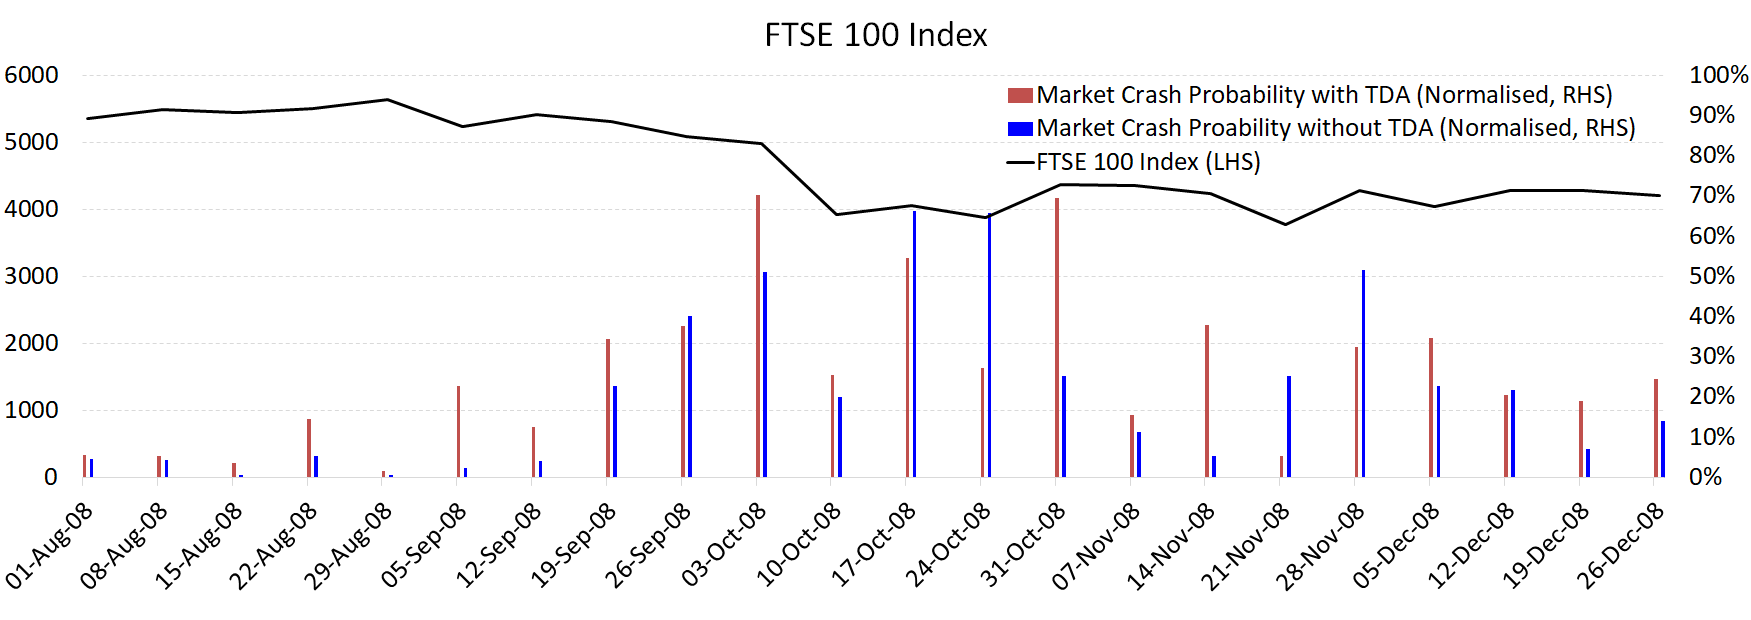 FTSE 100 Index
6000
5000
4000
3000
2000
1000
0
100%
90%
80%
70%
60%
50%
40%
30%
20%
10%
0%
Market Crash Probability with TDA (Normalised, RHS)
Market Crash Proability without TDA (Normalised, RHS)
FTSE 100 Index (LHS)
01-Aug-08
08-Aug-08
15-Aug-08
22-Aug-08
29-Aug-08
05-Sep-08
12-Sep-08
19-Sep-08
26-Sep-08
03-Oct-08
10-Oct-08
17-Oct-08
24-Oct-08
31-Oct-08
07-Nov-08
14-Nov-08
21-Nov-08
28-Nov-08
05-Dec-08
12-Dec-08
19-Dec-08
26-Dec-08